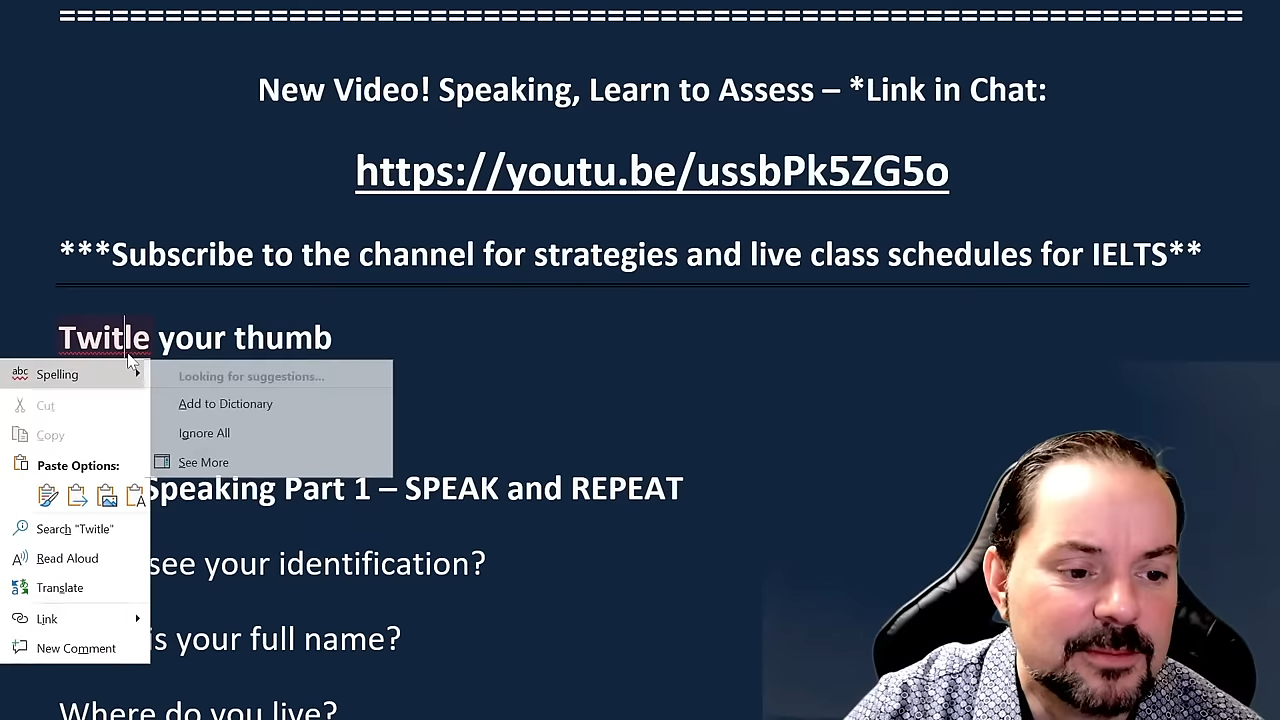 ================================================================================
New Video! Speaking, Learn to Assess – *Link in Chat:
https://youtu.be/ussbPk5ZG5o
***Subscribe to the channel for strategies and live class schedules for IELTS**
Twitle your thumb
abc Spelling
Looking for suggestions...
Cut
Add to Dictionary
Copy
Ignore All
Paste Options:
See More
Speaking Part 1 – SPEAK and REPEAT
Search "Twitle"
Read Aloud
see your identification?
Translate
Link
is your full name?
New Comment
Where do you live?